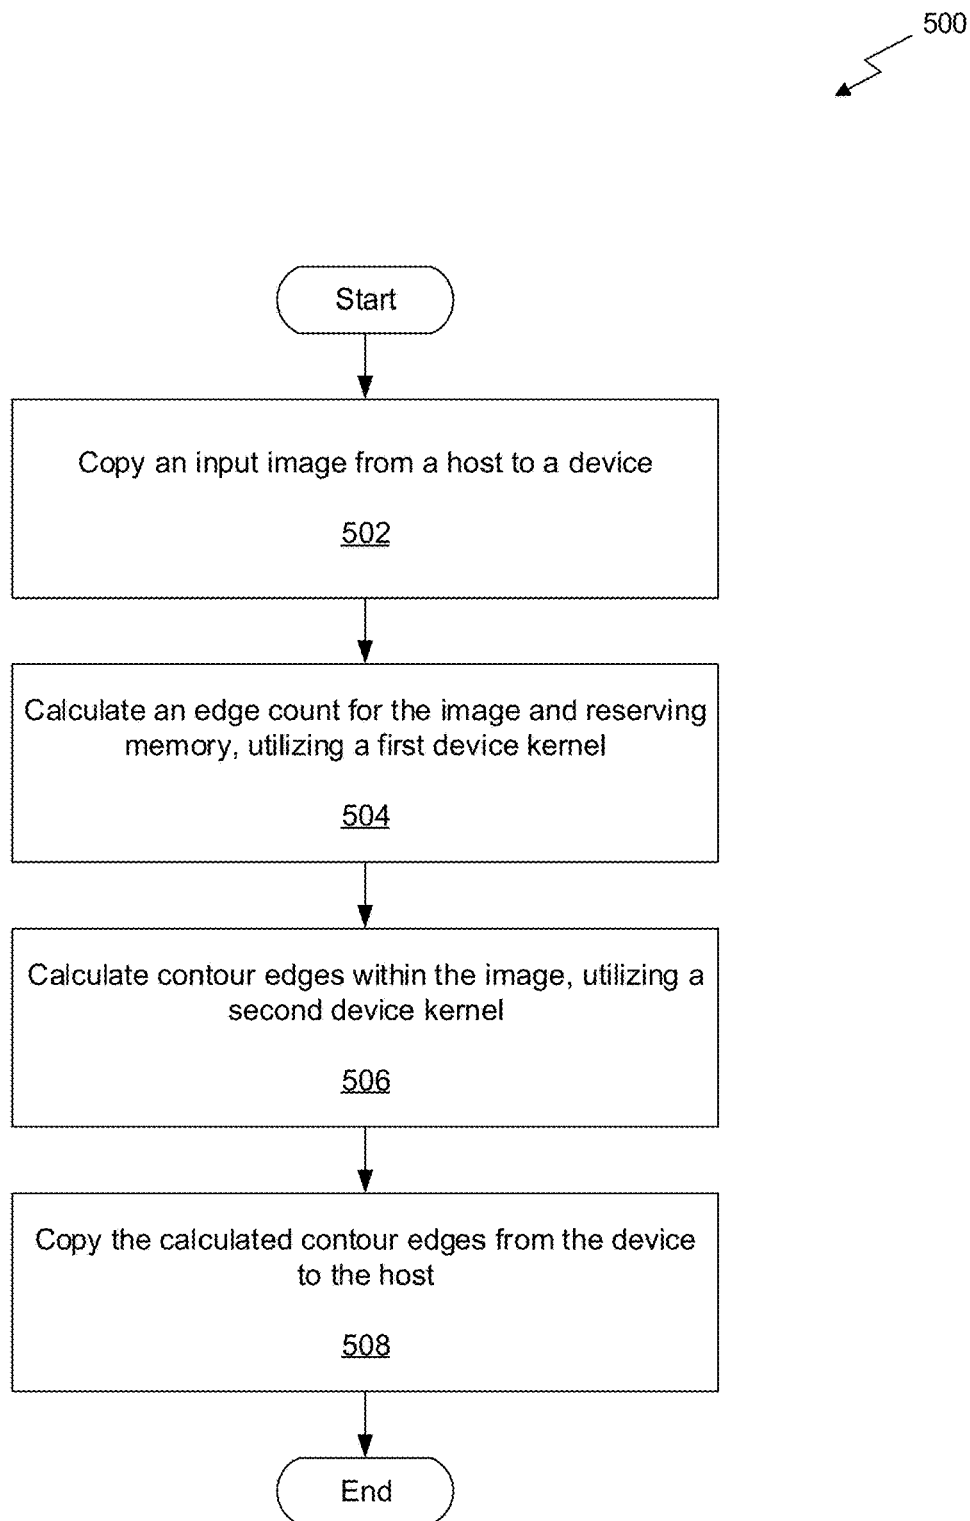 500
Start
Copy an input image from a host to a device
502
Calculate an edge count for the image and reserving
memory, utilizing a first device kernel
504
Calculate contour edges within the image, utilizing a
second device kernel
506
Copy the calculated contour edges from the device
to the host
508
End